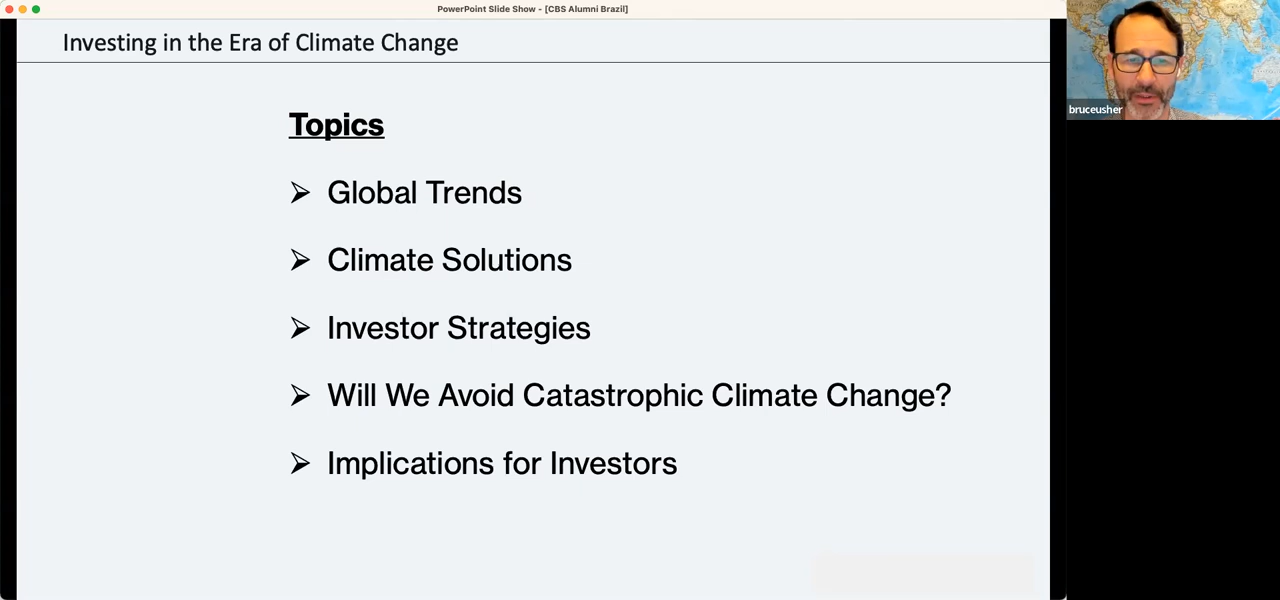 PowerPoint Slide Show - [CBS Alumni Brazil]
Investing in the Era of Climate Change
Topics
Global Trends
Climate Solutions
Investor Strategies
Will We Avoid Catastrophic Climate Change?
Implications for Investors
bruceusher